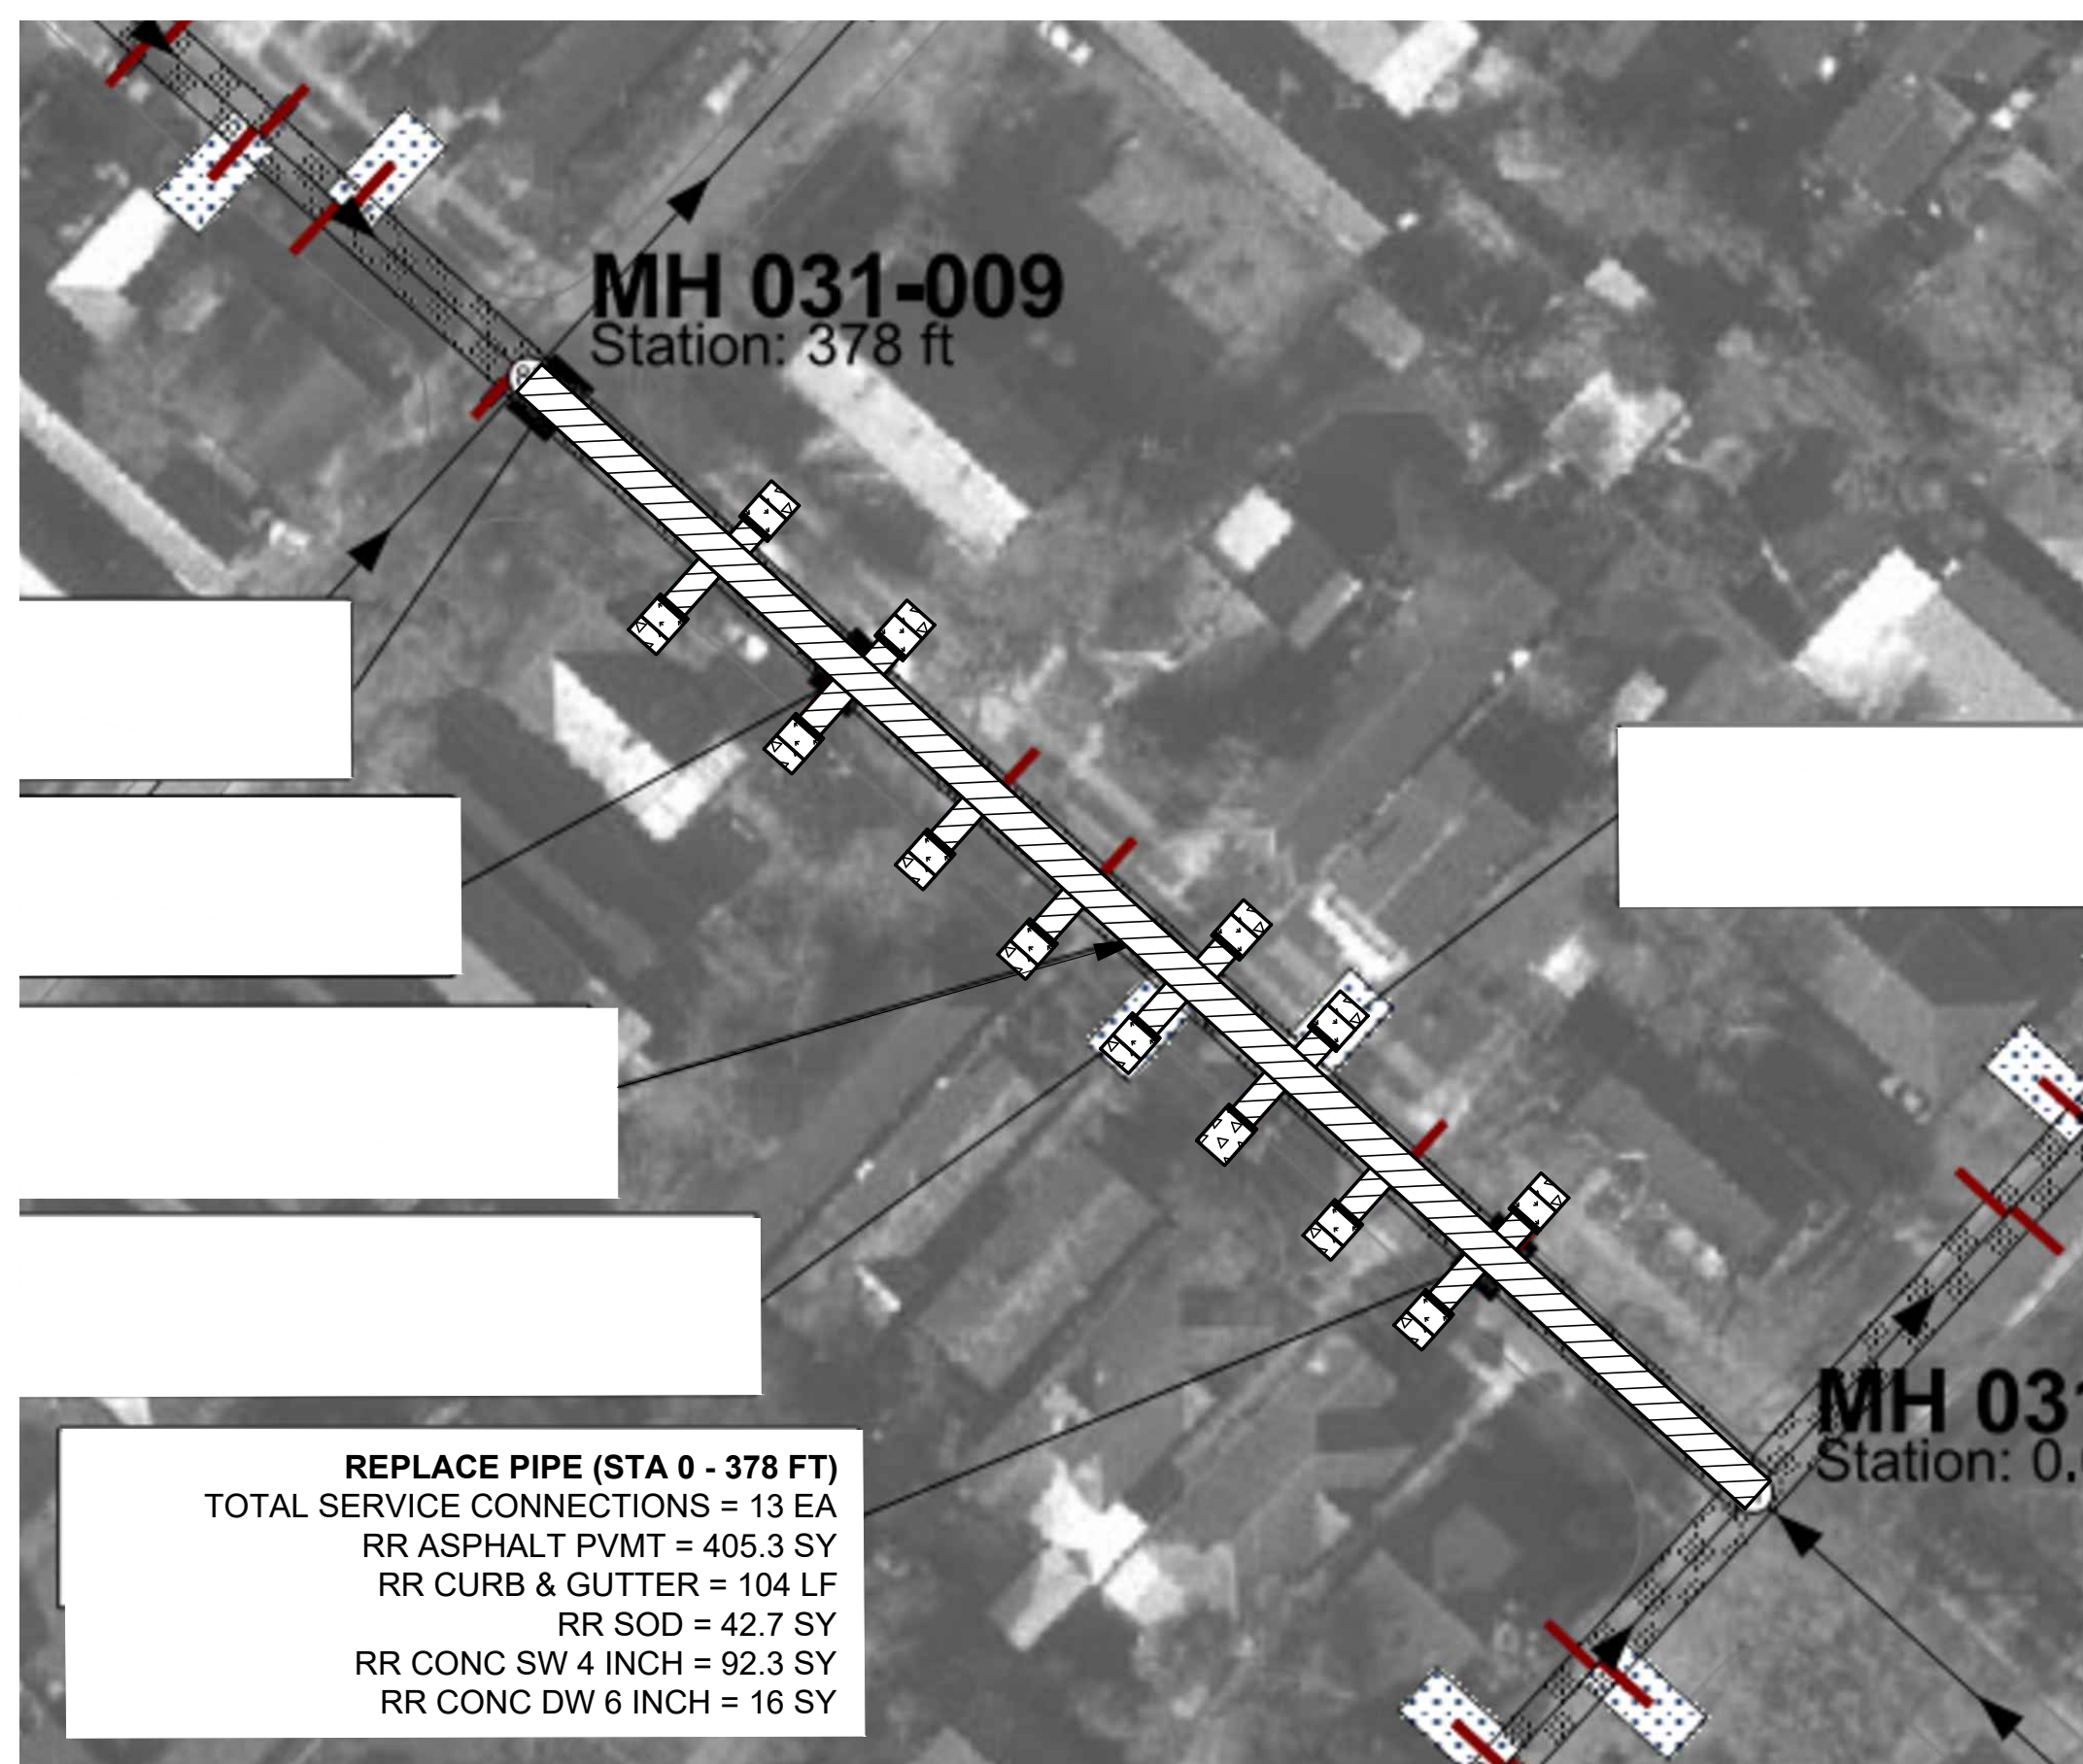 MH 031-009
Station: 378 ft
MH 031
Station: 0.
REPLACE PIPE (STA 0 - 378 FT)
TOTAL SERVICE CONNECTIONS = 13 EA
RR ASPHALT PVMT = 405.3 SY
RR CURB & GUTTER = 104 LF
RR SOD = 42.7 SY
RR CONC SW 4 INCH = 92.3 SY
RR CONC DW 6 INCH = 16 SY